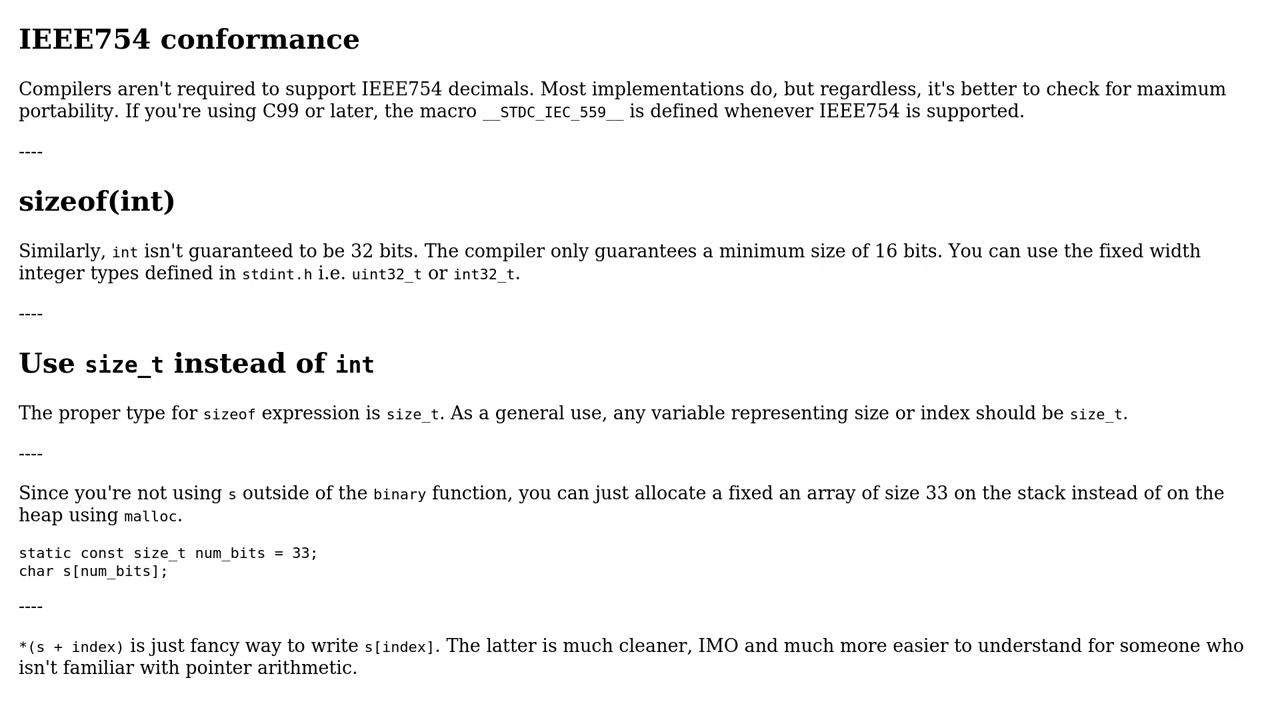 IEEE754 conformance
Compilers aren't required to support IEEE754 decimals. Most implementations do, but regardless, it's better to check for maximum
portability. If you're using C99 or later, the macro __STDC_IEC_559__ is defined whenever IEEE754 is supported.
----
sizeof(int)
Similarly, int isn't guaranteed to be 32 bits. The compiler only guarantees a minimum size of 16 bits. You can use the fixed width
integer types defined in stdint.h i.e. uint32_t or int32_t.
----
Use size_t instead of int
The proper type for sizeof expression is size_t. As a general use, any variable representing size or index should be size_t.
----
Since you're not using s outside of the binary function, you can just allocate a fixed an array of size 33 on the stack instead of on the
heap using malloc.
static const size_t num_bits = 33;
char s[num_bits];
----
*(s + index) is just fancy way to write s[index]. The latter is much cleaner, IMO and much more easier to understand for someone who
isn't familiar with pointer arithmetic.